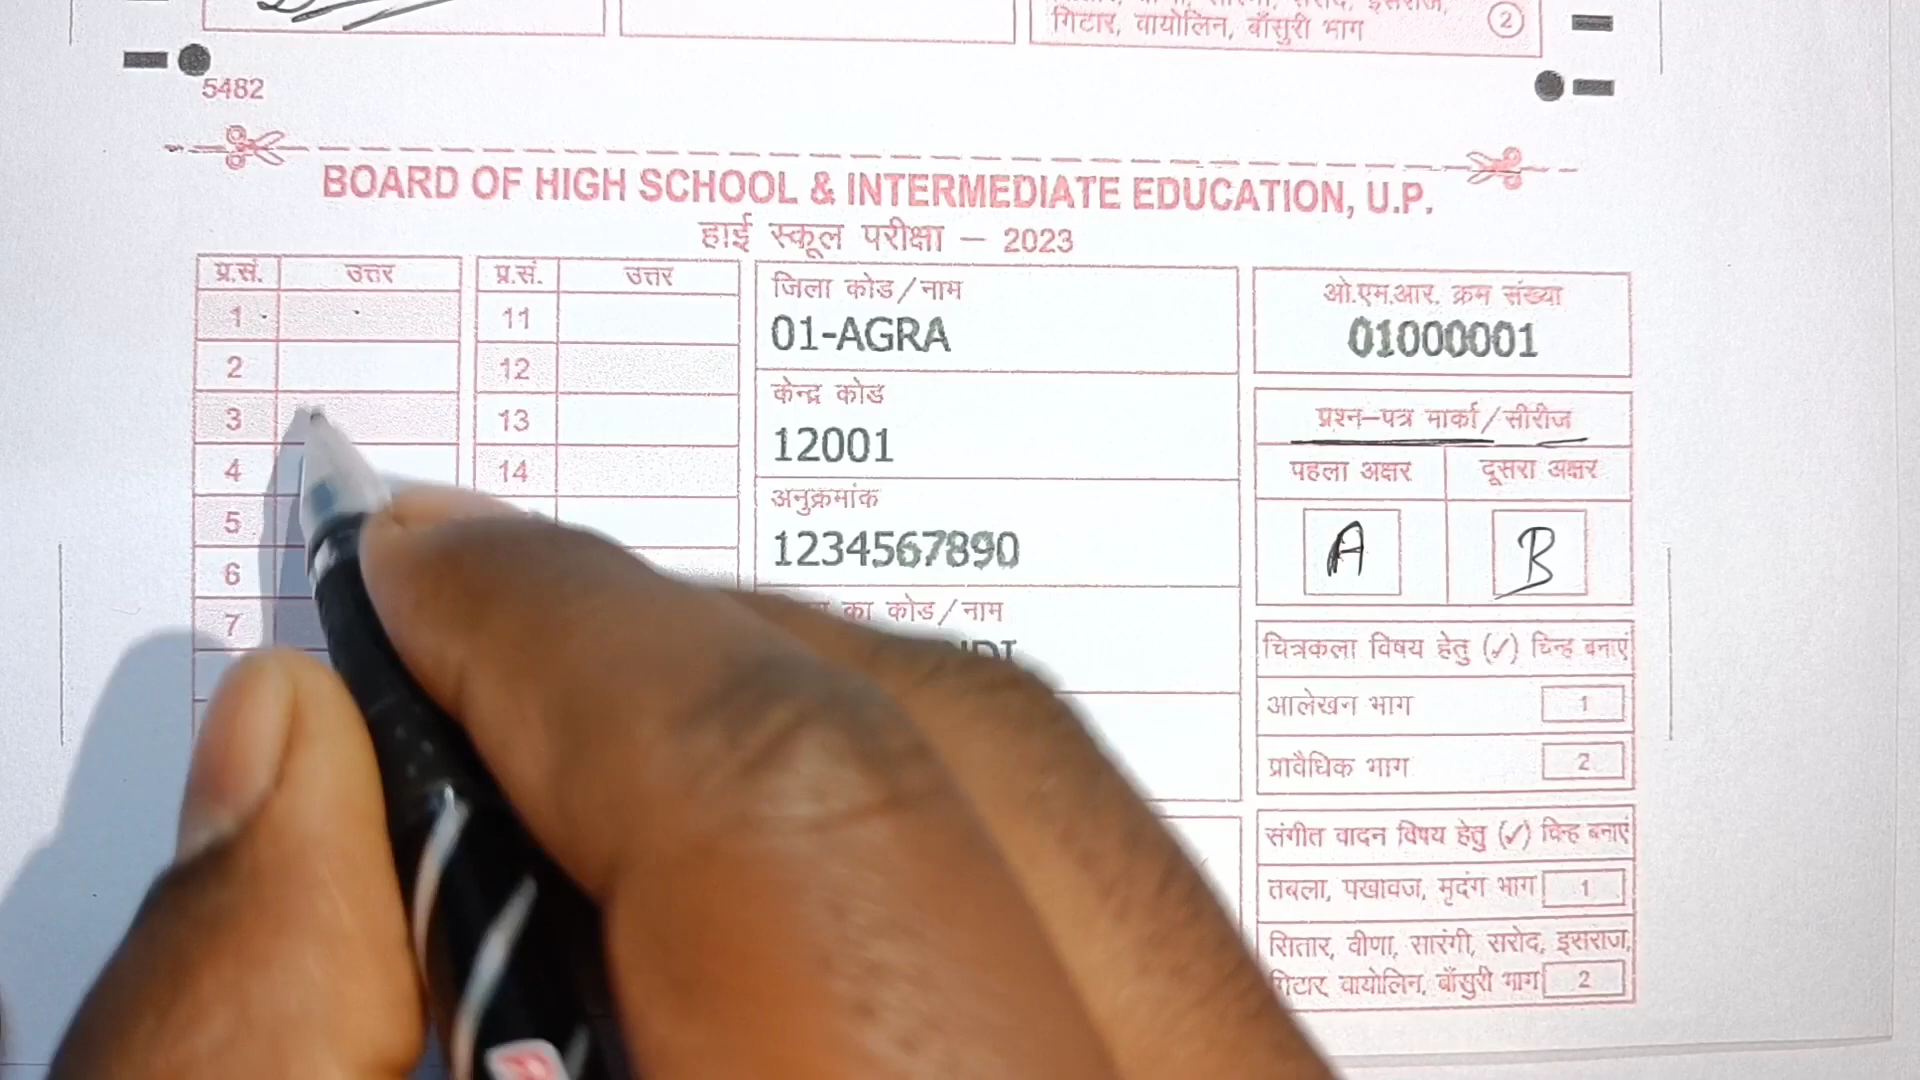 गिटार, वायोलिन, बाँसुरी भाग 2
5482
BOARD OF HIGH SCHOOL & INTERMEDIATE EDUCATION, U.P.
हाई स्कूल परीक्षा – 2023
प्र.सं. उत्तर प्र.सं. उत्तर
1 11
2 12
3 13
4 14
5
6
7
जिला कोड/नाम
01-AGRA
केन्द्र कोड
12001
अनुक्रमांक
1234567890
का कोड/नाम
ओ.एम.आर. क्रम संख्या
01000001
प्रश्न-पत्र मार्का/सीरीज
पहला अक्षर दूसरा अक्षर
A B
चित्रकला विषय हेतु (✓) चिन्ह बनाएं
आलेखन भाग 1
प्रावैधिक भाग 2
संगीत वादन विषय हेतु (✓) चिन्ह बनाएं
तबला, पखावज, मृदंग भाग 1
सितार, वीणा, सारंगी, सरोद, इसराज,
गिटार, वायोलिन, बाँसुरी भाग 2